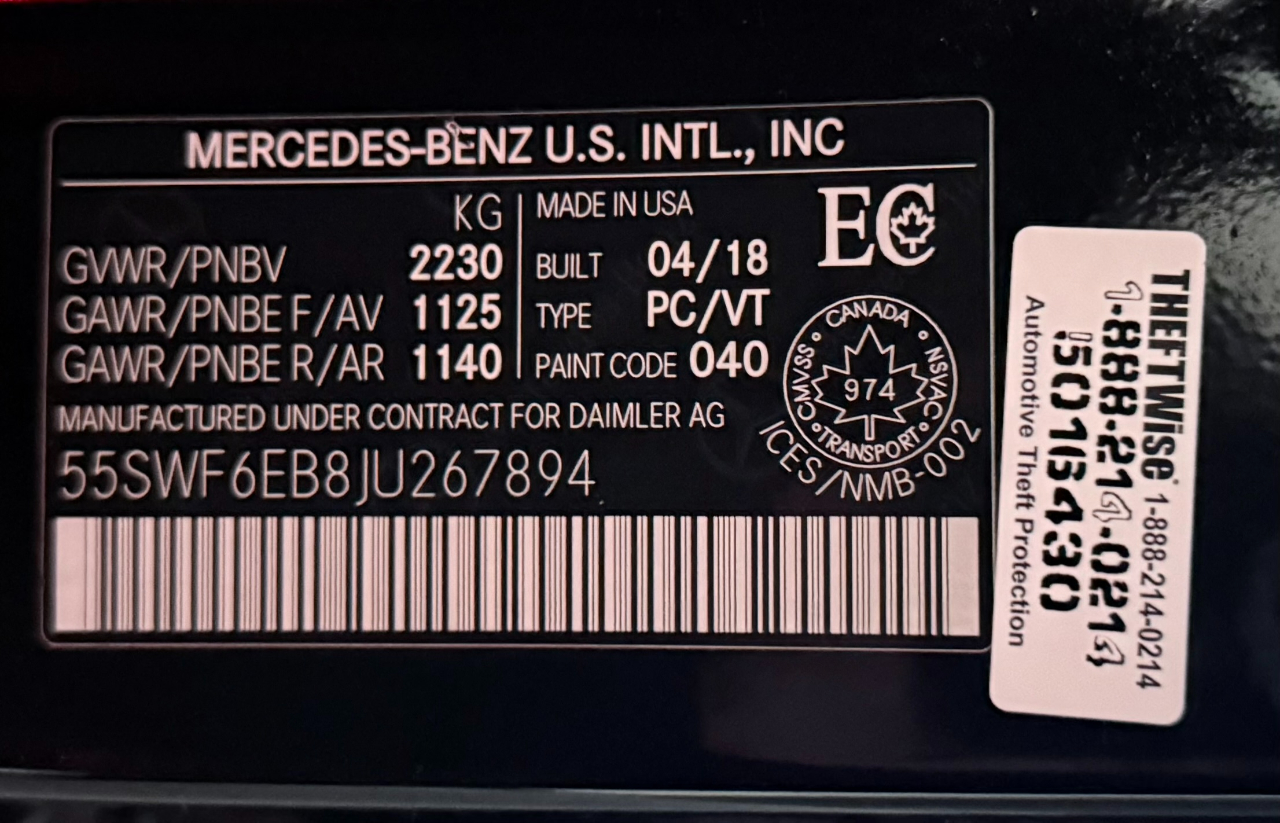 MERCEDES-BENZ U.S. INTL., INC
KG
GVWR/PNBV 2230
GAWR/PNBE F/AV 1125
GAWR/PNBE R/AR 1140
MADE IN USA
BUILT 04/18
TYPE PC/VT
PAINT CODE 040
EC
CANADA
CMVSS
974
NSVAC
TRANSPORT
ICES/NMB-002
MANUFACTURED UNDER CONTRACT FOR DAIMLER AG
55SWF6EB8JU267894
THEFTWise 1-888-214-0214
1-888-214-0214
Automotive Theft Protection